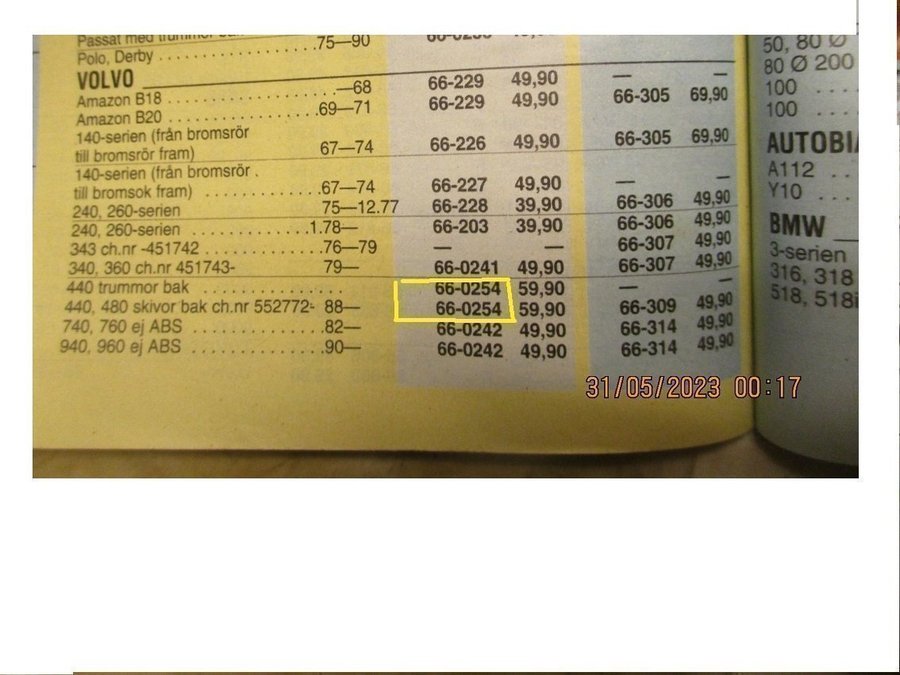 Passat med trummor bak
Polo, Derby . . . . . . . . . . . . . . . . . . 75—90
VOLVO
Amazon B18 . . . . . . . . . . . . . . . . . . —68 66-229 49,90 — —
Amazon B20 . . . . . . . . . . . . . . . . . . 69—71 66-229 49,90 66-305 69,90
140-serien (från bromsrör
till bromsrör fram) 67—74 66-226 49,90 66-305 69,90
140-serien (från bromsrör .
till bromsok fram) . . . . . . . . . . . . 67—74 66-227 49,90 — —
240, 260-serien 75—12.77 66-228 39,90 66-306 49,90
240, 260-serien . . . . . . . . . . . . . 1.78— 66-203 39,90 66-306 49,90
343 ch.nr -451742 . . . . . . . . . . . . 76—79 — — 66-307 49,90
340, 360 ch.nr 451743- 79— 66-0241 49,90 66-307 49,90
440 trummor bak . . . . . . . . . . . . . . 66-0254 59,90 — —
440, 480 skivor bak ch.nr 552772- 88— 66-0254 59,90 66-309 49,90
740, 760 ej ABS . . . . . . . . . . . . . . 82— 66-0242 49,90 66-314 49,90
940, 960 ej ABS . . . . . . . . . . . . . . 90— 66-0242 49,90 66-314 49,90
50, 80 Ø
80 Ø 200
100 . . . .
100 . . . .
A112 . . . .
Y10 . . . .
BMW
3-serien
316, 318
518, 518i
31/05/2023 00:17